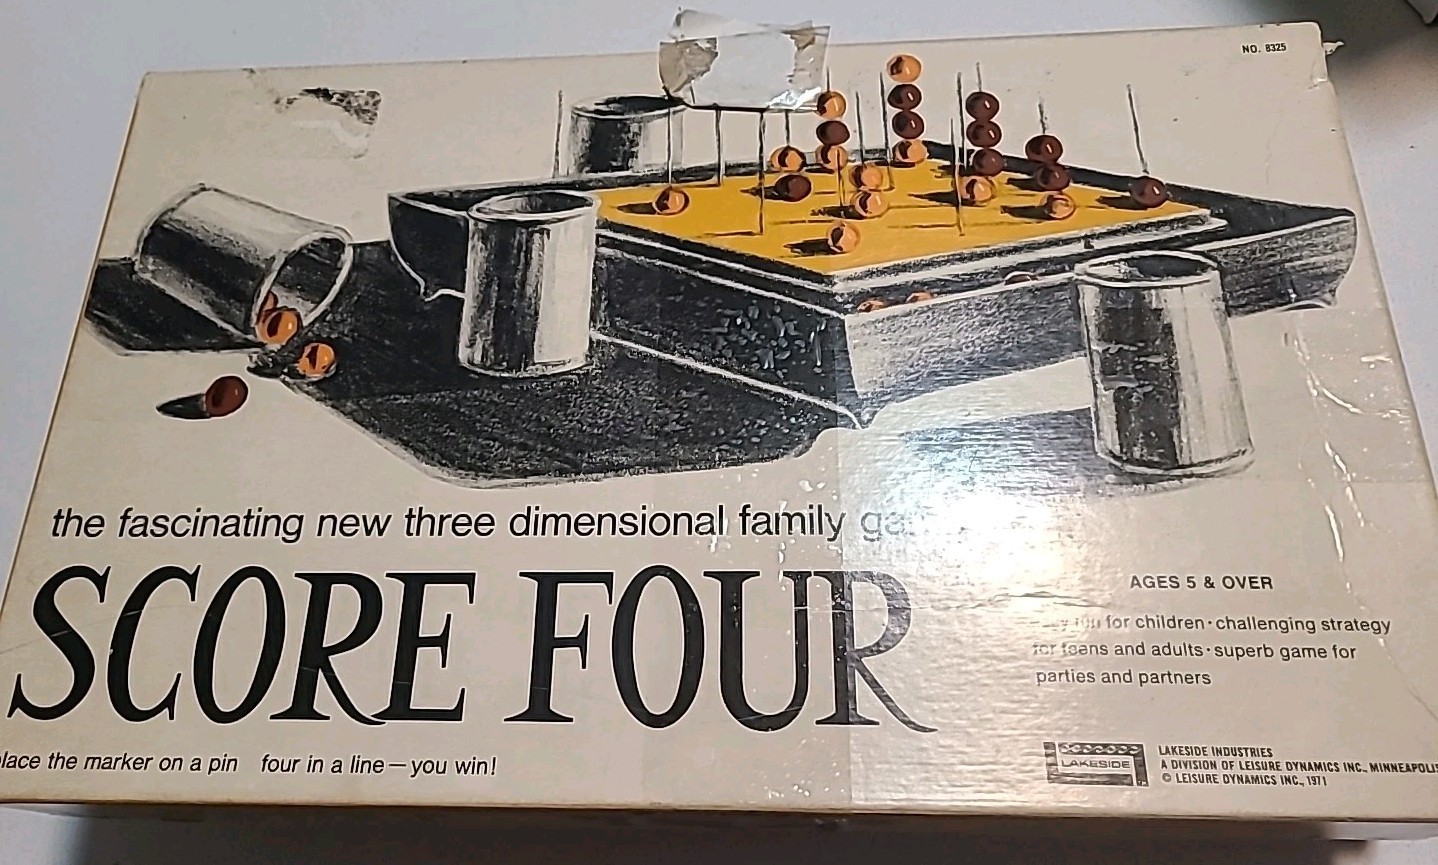 NO. 8325
the fascinating new three dimensional family
SCORE FOUR
AGES 5 & OVER
for children · challenging strategy
for teens and adults · superb game for
parties and partners
the marker on a pin four in a line — you win!
LAKESIDE
LAKESIDE INDUSTRIES
A DIVISION OF LEISURE DYNAMICS INC., MINNEAPOLIS
© LEISURE DYNAMICS INC., 1971